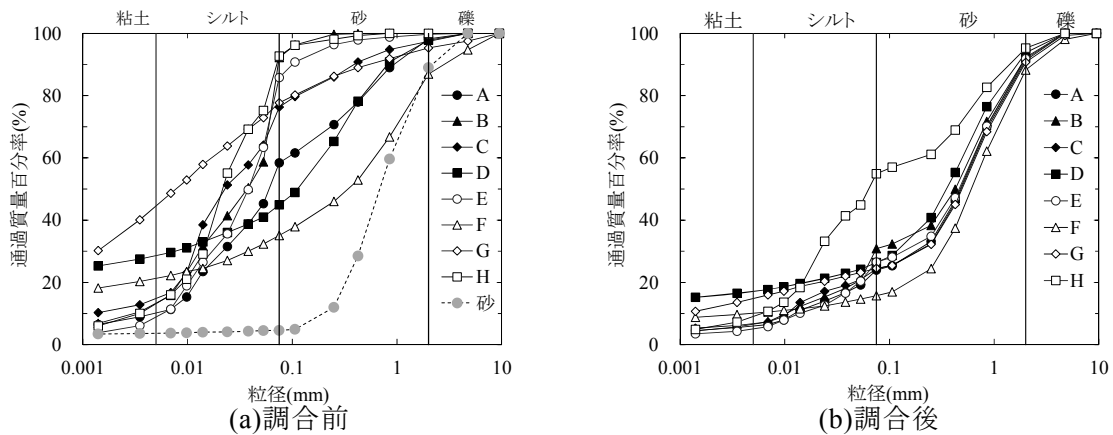 粘土 シルト 砂 礫
100
80
60
40
20
0
通過質量百分率(%)
A
B
C
D
E
F
G
H
砂
0.001 0.01 0.1 1 10
粒径(mm)
(a)調合前
粘土 シルト 砂 礫
100
80
60
40
20
0
通過質量百分率(%)
A
B
C
D
E
F
G
H
0.001 0.01 0.1 1 10
粒径(mm)
(b)調合後